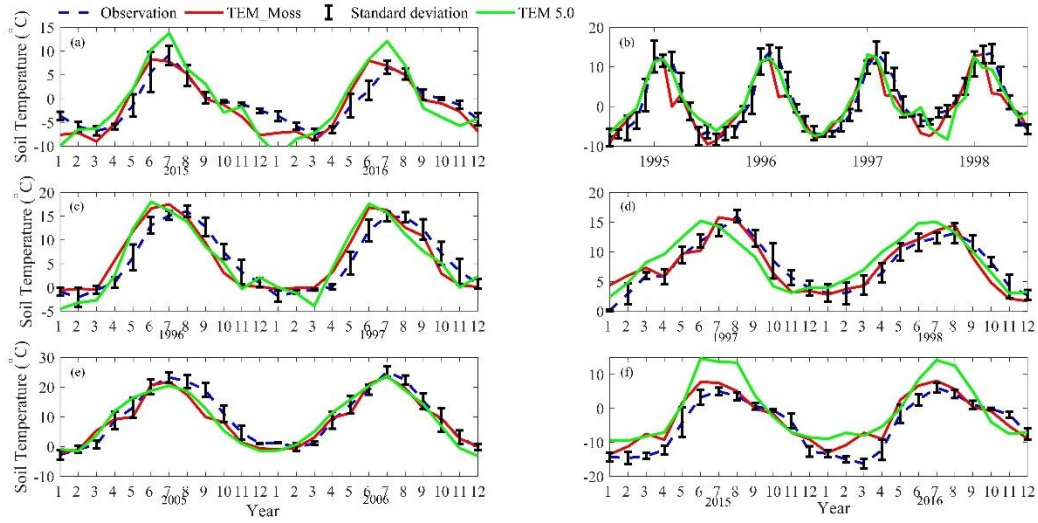 Observation TEM_Moss Standard deviation TEM 5.0
Soil Temperature (°C)
(a)
15
10
5
0
-5
-10
1 2 3 4 5 6 7 8 9 10 11 12 1 2 3 4 5 6 7 8 9 10 11 12
2015 2016
(b)
20
10
0
-10
1995 1996 1997 1998
Soil Temperature (°C)
(c)
20
15
10
5
0
-5
1 2 3 4 5 6 7 8 9 10 11 12 1 2 3 4 5 6 7 8 9 10 11 12
1996 1997
(d)
20
15
10
5
0
1 2 3 4 5 6 7 8 9 10 11 12 1 2 3 4 5 6 7 8 9 10 11 12
1997 1998
Soil Temperature (°C)
(e)
30
20
10
0
-10
1 2 3 4 5 6 7 8 9 10 11 12 1 2 3 4 5 6 7 8 9 10 11 12
2005 2006
Year
(f)
10
0
-10
-20
1 2 3 4 5 6 7 8 9 10 11 12 1 2 3 4 5 6 7 8 9 10 11 12
2015 2016
Year